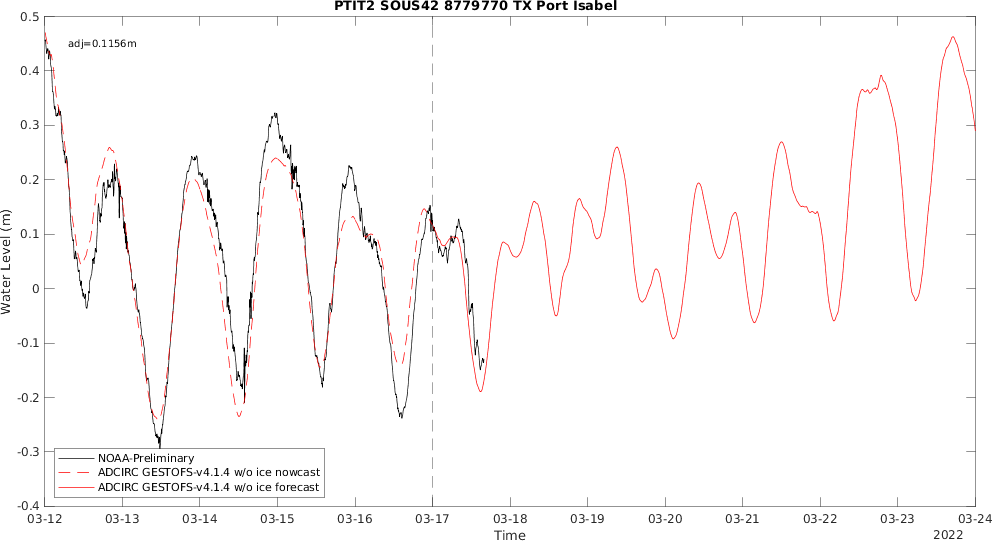 PTIT2 SOUS42 8779770 TX Port Isabel
adj=0.1156m
Water Level (m)
0.5
0.4
0.3
0.2
0.1
0
-0.1
-0.2
-0.3
-0.4
NOAA-Preliminary
ADCIRC GESTOFS-v4.1.4 w/o ice nowcast
ADCIRC GESTOFS-v4.1.4 w/o ice forecast
03-12 03-13 03-14 03-15 03-16 03-17 03-18 03-19 03-20 03-21 03-22 03-23 03-24
Time
2022